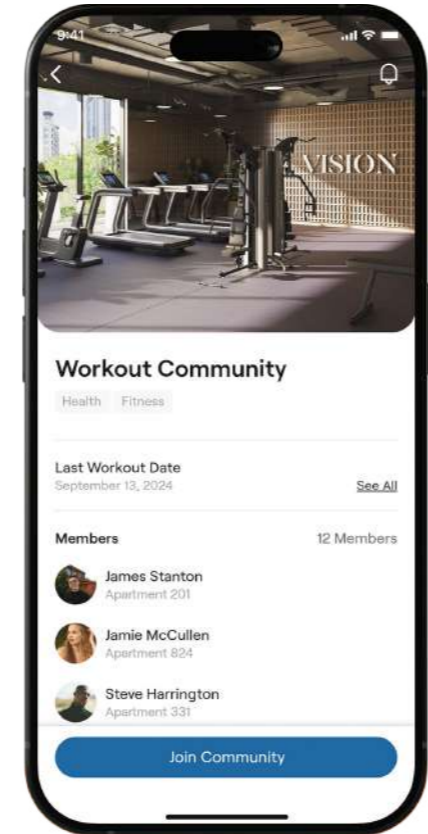 9:41
VISION
Workout Community
Health Fitness
Last Workout Date
September 13, 2024 See All
Members 12 Members
James Stanton
Apartment 201
Jamie McCullen
Apartment 824
Steve Harrington
Apartment 331
Join Community